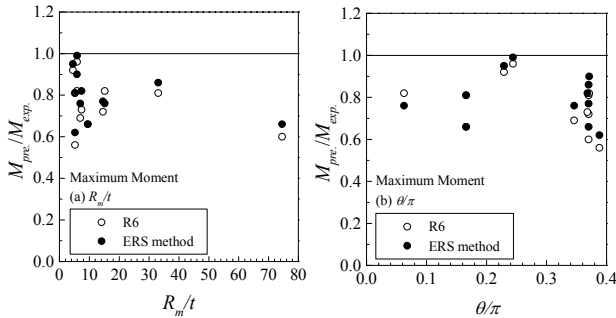 1.2
1.0
0.8
0.6
0.4
0.2
0.0
M_pre./M_exp.
Maximum Moment
(a) R_m/t
R6
ERS method
0 10 20 30 40 50 60 70 80
R_m/t
1.2
1.0
0.8
0.6
0.4
0.2
0.0
M_pre./M_exp.
Maximum Moment
(b) θ/π
R6
ERS method
0.0 0.1 0.2 0.3 0.4
θ/π